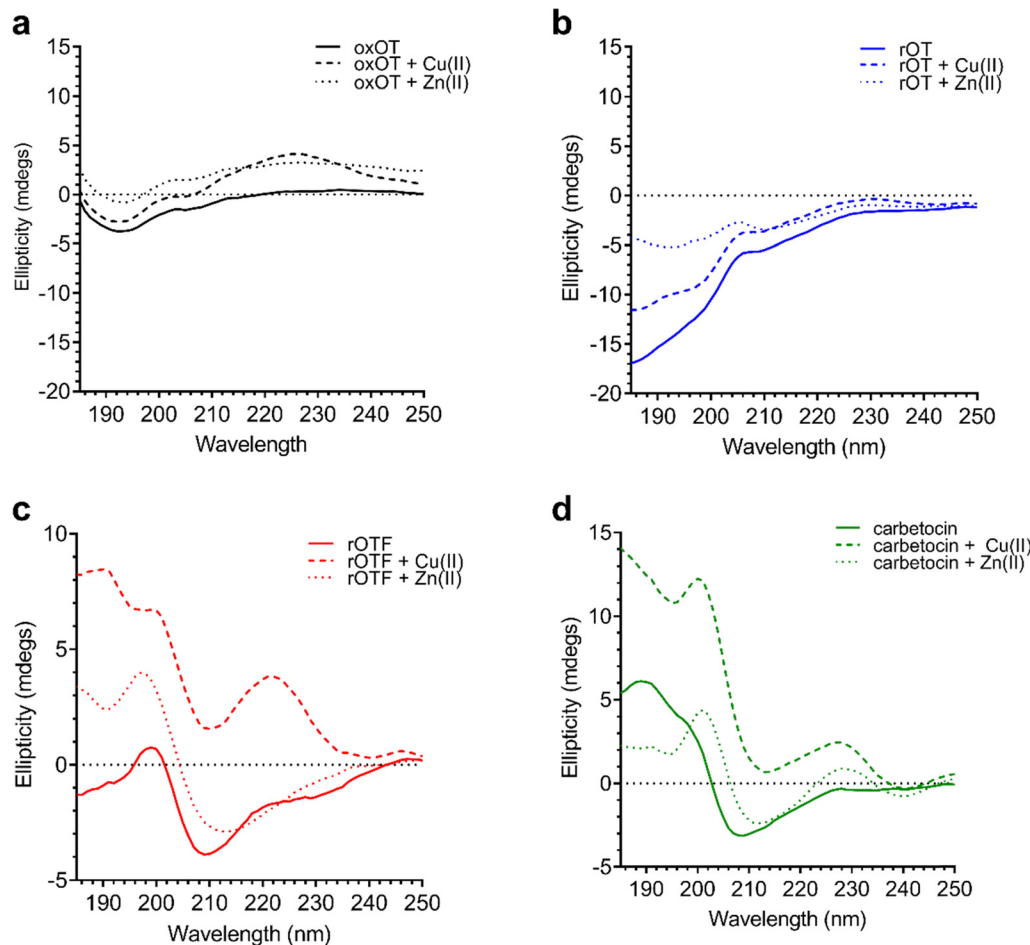 a
15
10
5
0
-5
-10
-15
-20
Ellipticity (mdegs)
190 200 210 220 230 240 250
Wavelength
oxOT
oxOT + Cu(II)
oxOT + Zn(II)
b
15
10
5
0
-5
-10
-15
-20
Ellipticity (mdegs)
190 200 210 220 230 240 250
Wavelength (nm)
rOT
rOT + Cu(II)
rOT + Zn(II)
c
10
5
0
-5
Ellipticity (mdegs)
190 200 210 220 230 240 250
Wavelength (nm)
rOTF
rOTF + Cu(II)
rOTF + Zn(II)
d
15
10
5
0
-5
Ellipticity (mdegs)
190 200 210 220 230 240 250
Wavelength (nm)
carbetocin
carbetocin + Cu(II)
carbetocin + Zn(II)